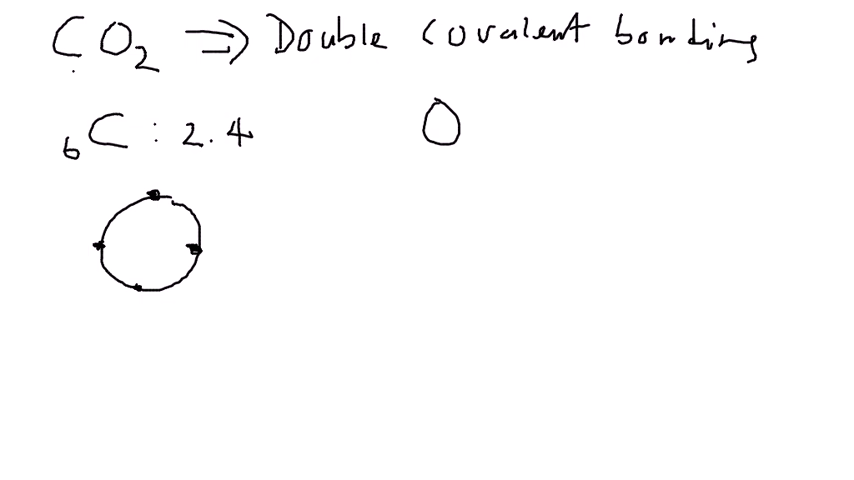 CO₂ ⇒ Double Covalent bonding
₆C : 2.4 O